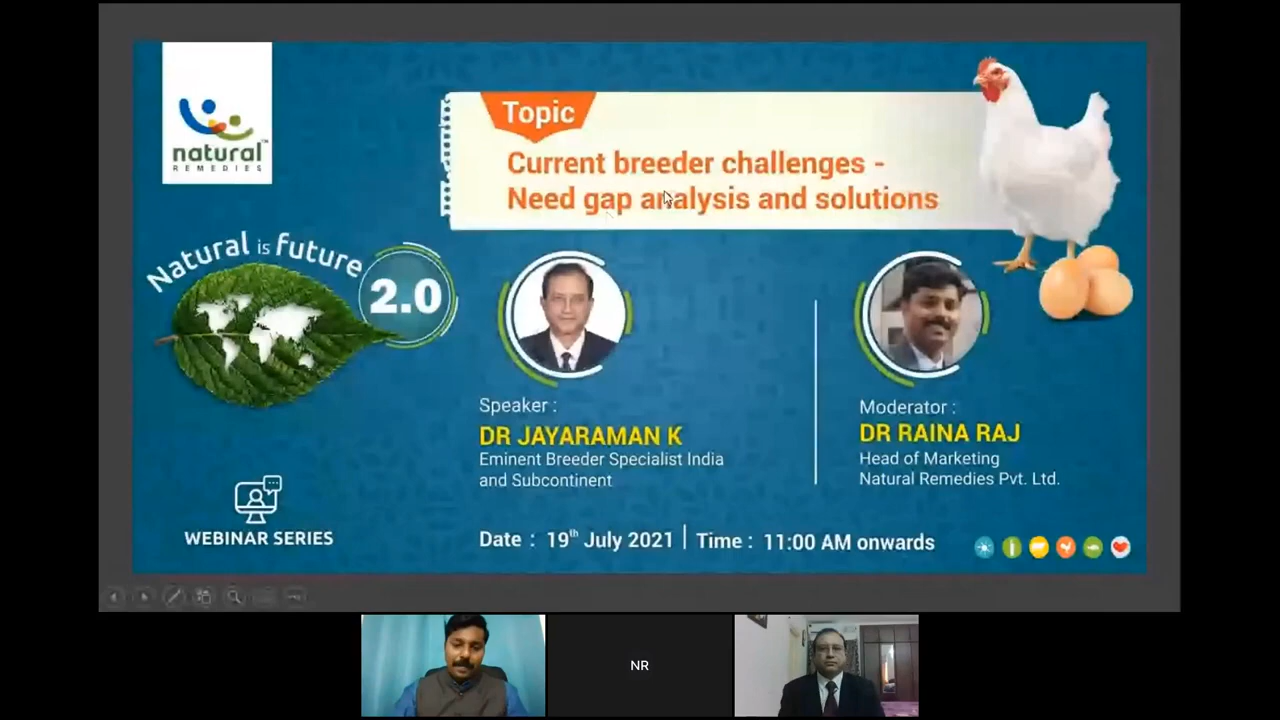 natural™
REMEDIES
Topic
Current breeder challenges -
Need gap analysis and solutions
Natural is future
2.0
Speaker :
DR JAYARAMAN K
Eminent Breeder Specialist India
and Subcontinent
Moderator :
DR RAINA RAJ
Head of Marketing
Natural Remedies Pvt. Ltd.
WEBINAR SERIES
Date : 19th July 2021 | Time : 11:00 AM onwards
NR